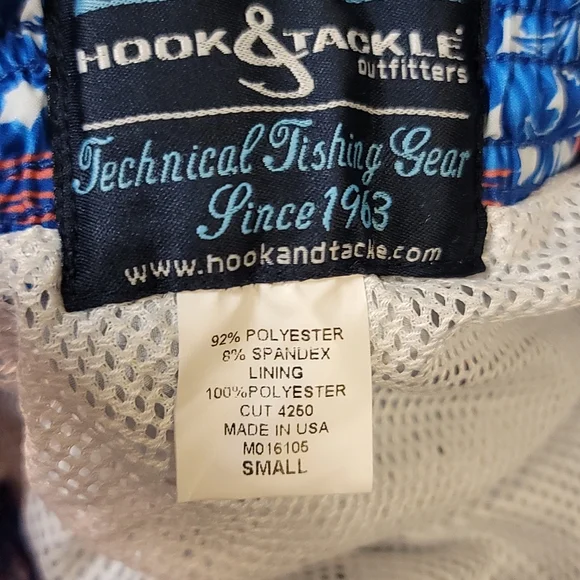 HOOK & TACKLE®
outfitters
Technical Fishing Gear
Since 1963
www.hookandtackle.com
92% POLYESTER
8% SPANDEX
LINING
100%POLYESTER
CUT 4250
MADE IN USA
M016105
SMALL